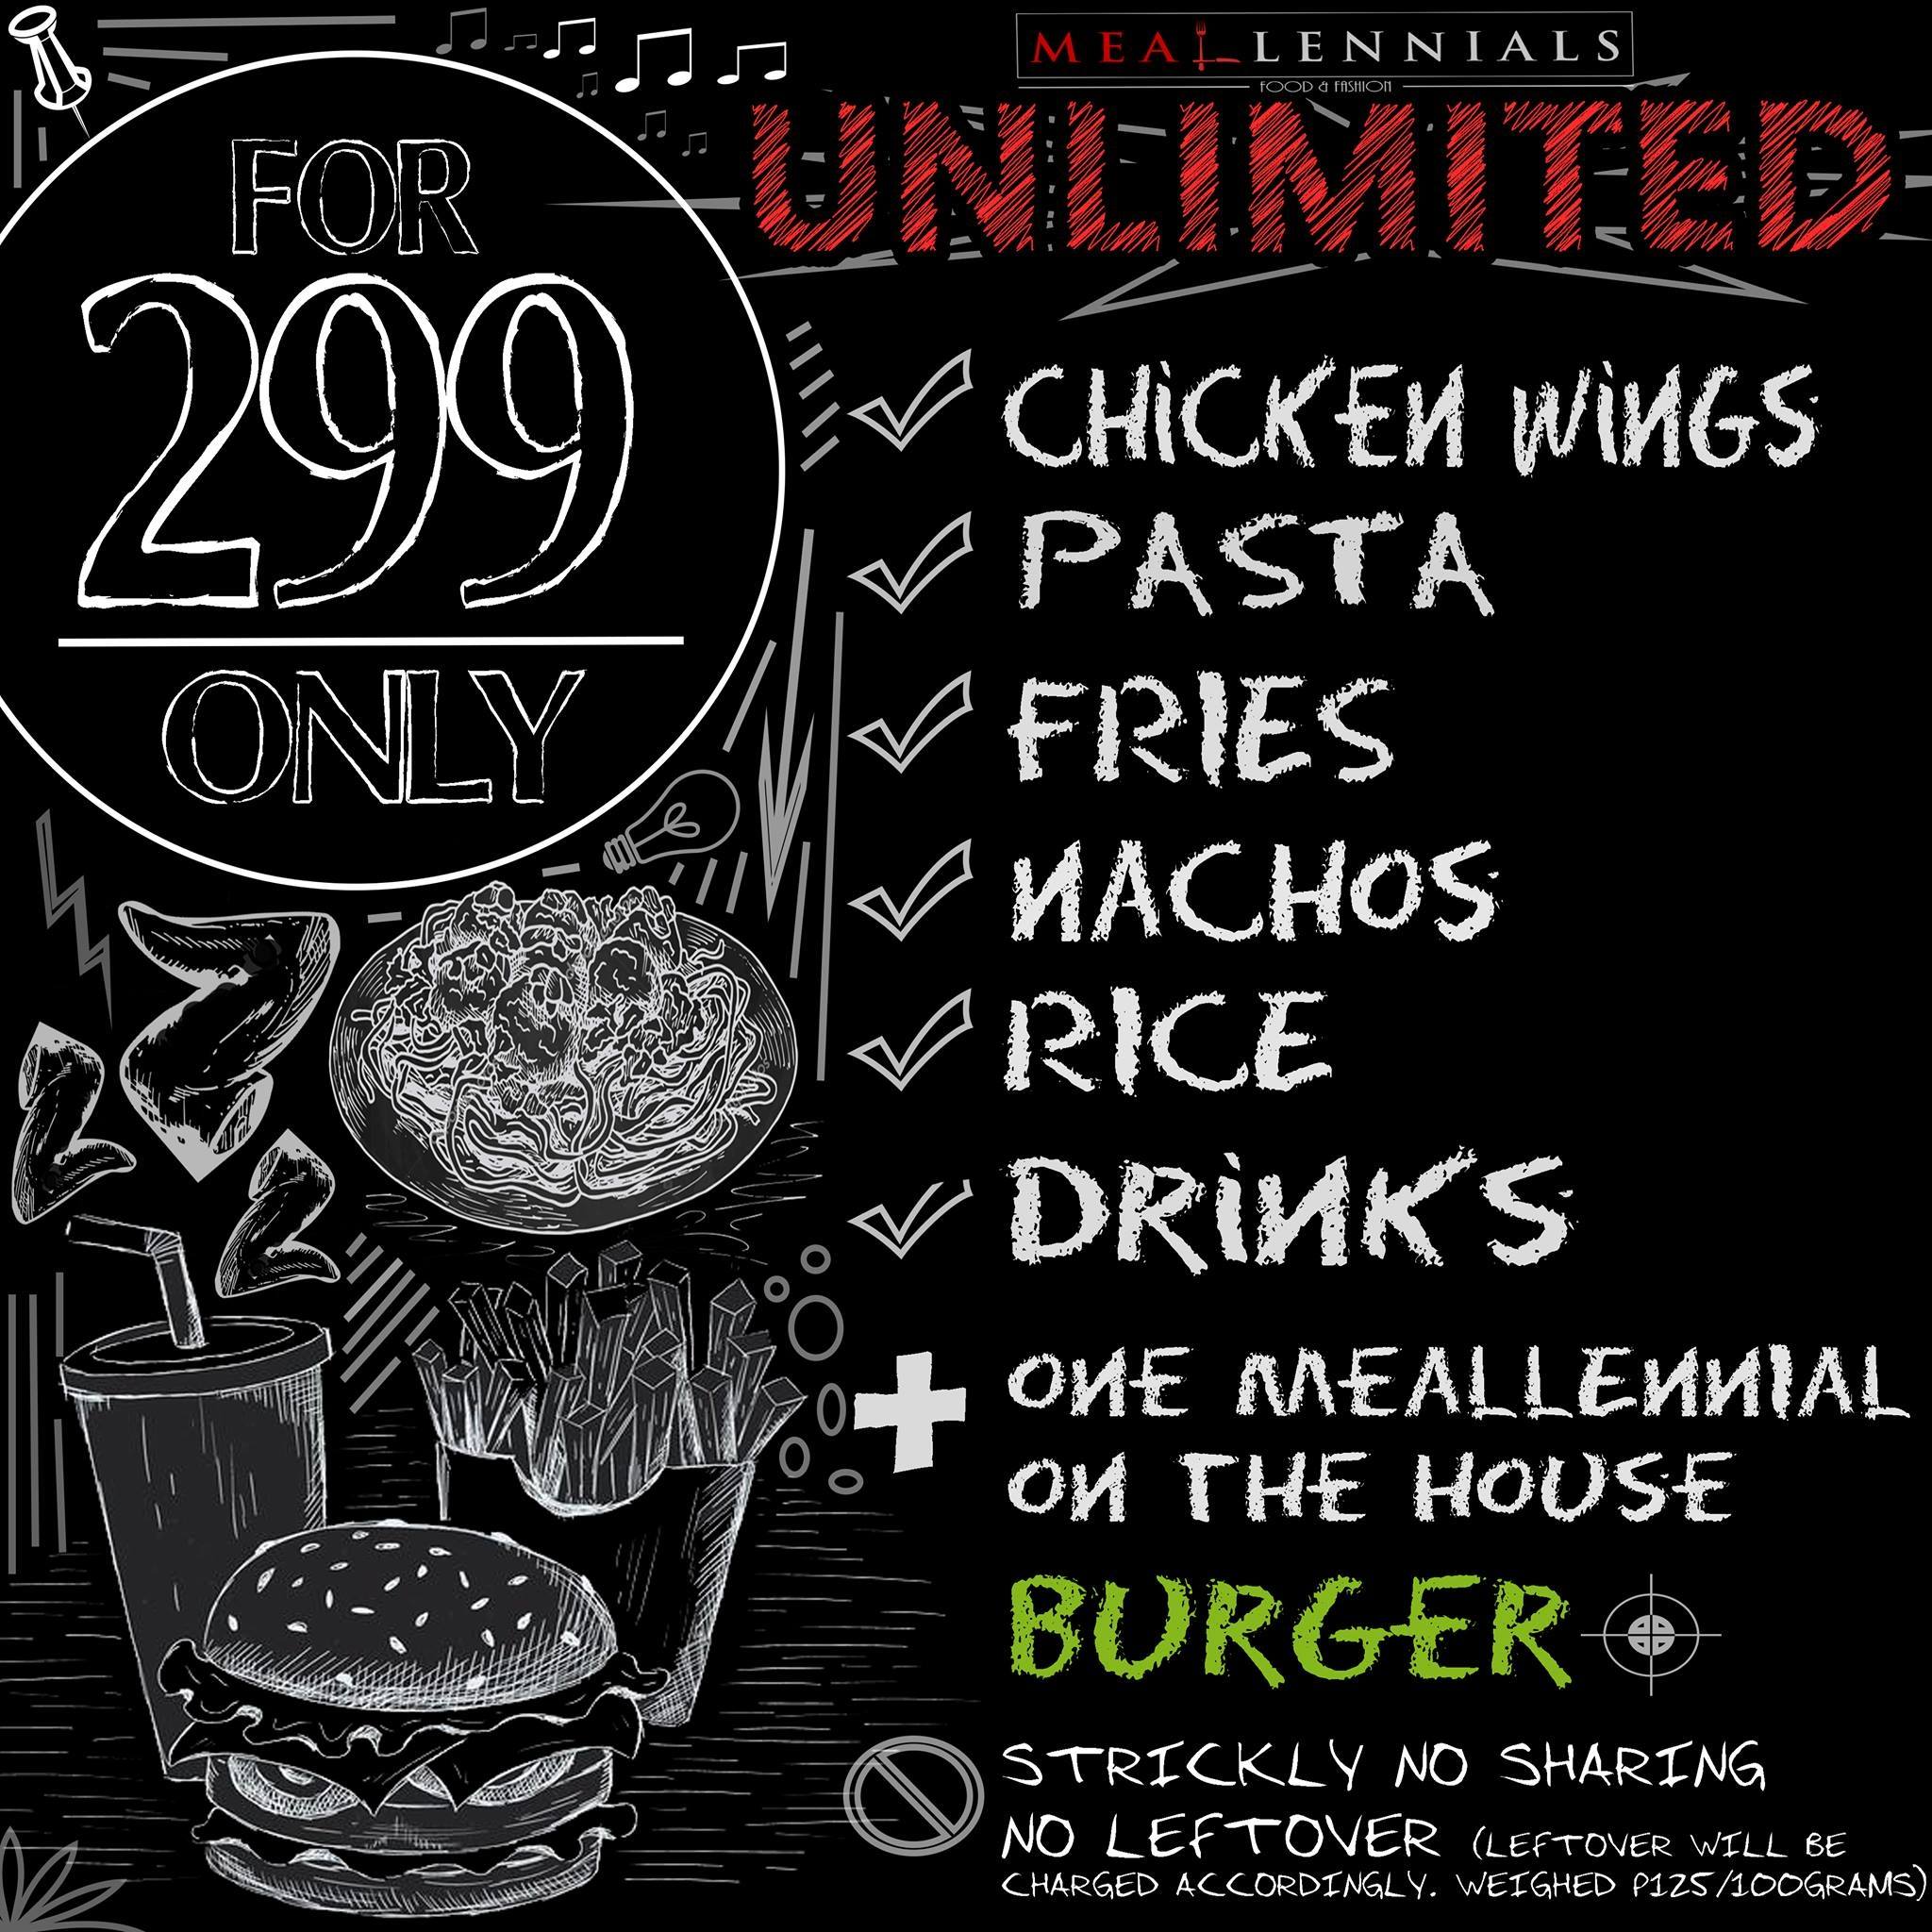 MEALLENNIALS
FOOD & FASHION
UNLIMITED
FOR
299
ONLY
CHICKEN WINGS
PASTA
FRIES
NACHOS
RICE
DRINKS
+ ONE MEALLENNIAL
ON THE HOUSE
BURGER
STRICKLY NO SHARING
NO LEFTOVER (LEFTOVER WILL BE
CHARGED ACCORDINGLY. WEIGHED P125/100GRAMS)